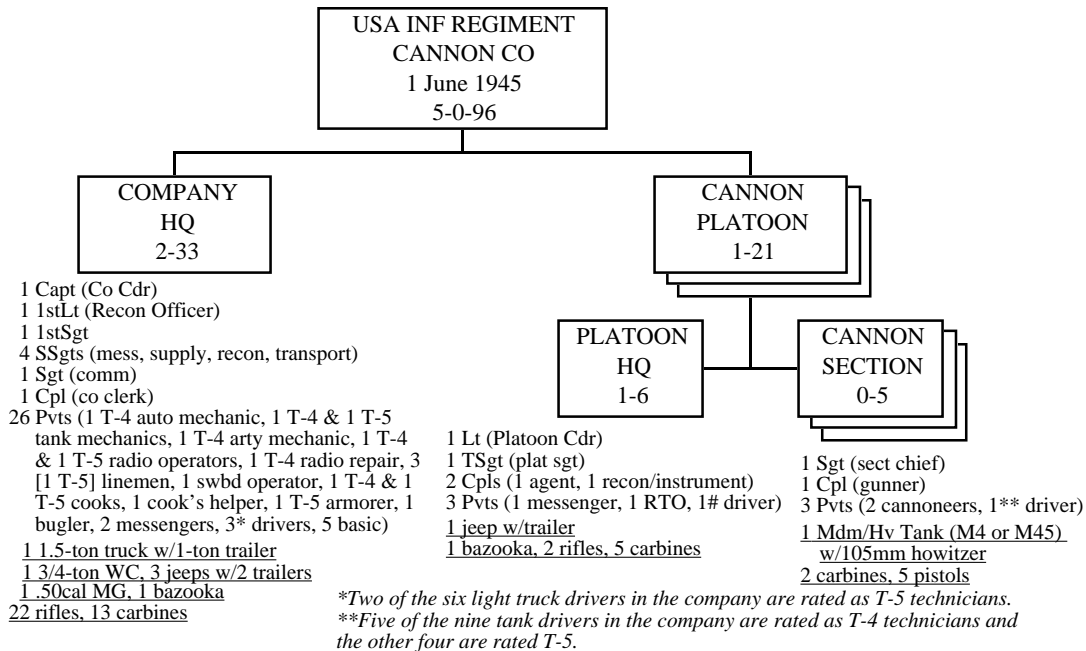 USA INF REGIMENT
CANNON CO
1 June 1945
5-0-96
COMPANY
HQ
2-33
1 Capt (Co Cdr)
1 1stLt (Recon Officer)
1 1stSgt
4 SSgts (mess, supply, recon, transport)
1 Sgt (comm)
1 Cpl (co clerk)
26 Pvts (1 T-4 auto mechanic, 1 T-4 & 1 T-5
tank mechanics, 1 T-4 arty mechanic, 1 T-4
& 1 T-5 radio operators, 1 T-4 radio repair, 3
[1 T-5] linemen, 1 swbd operator, 1 T-4 & 1
T-5 cooks, 1 cook's helper, 1 T-5 armorer, 1
bugler, 2 messengers, 3* drivers, 5 basic)
1 1.5-ton truck w/1-ton trailer
1 3/4-ton WC, 3 jeeps w/2 trailers
1 .50cal MG, 1 bazooka
22 rifles, 13 carbines
CANNON
PLATOON
1-21
PLATOON
HQ
1-6
1 Lt (Platoon Cdr)
1 TSgt (plat sgt)
2 Cpls (1 agent, 1 recon/instrument)
3 Pvts (1 messenger, 1 RTO, 1# driver)
1 jeep w/trailer
1 bazooka, 2 rifles, 5 carbines
CANNON
SECTION
0-5
1 Sgt (sect chief)
1 Cpl (gunner)
3 Pvts (2 cannoneers, 1** driver)
1 Mdm/Hv Tank (M4 or M45)
w/105mm howitzer
2 carbines, 5 pistols
*Two of the six light truck drivers in the company are rated as T-5 technicians.
**Five of the nine tank drivers in the company are rated as T-4 technicians and
the other four are rated T-5.